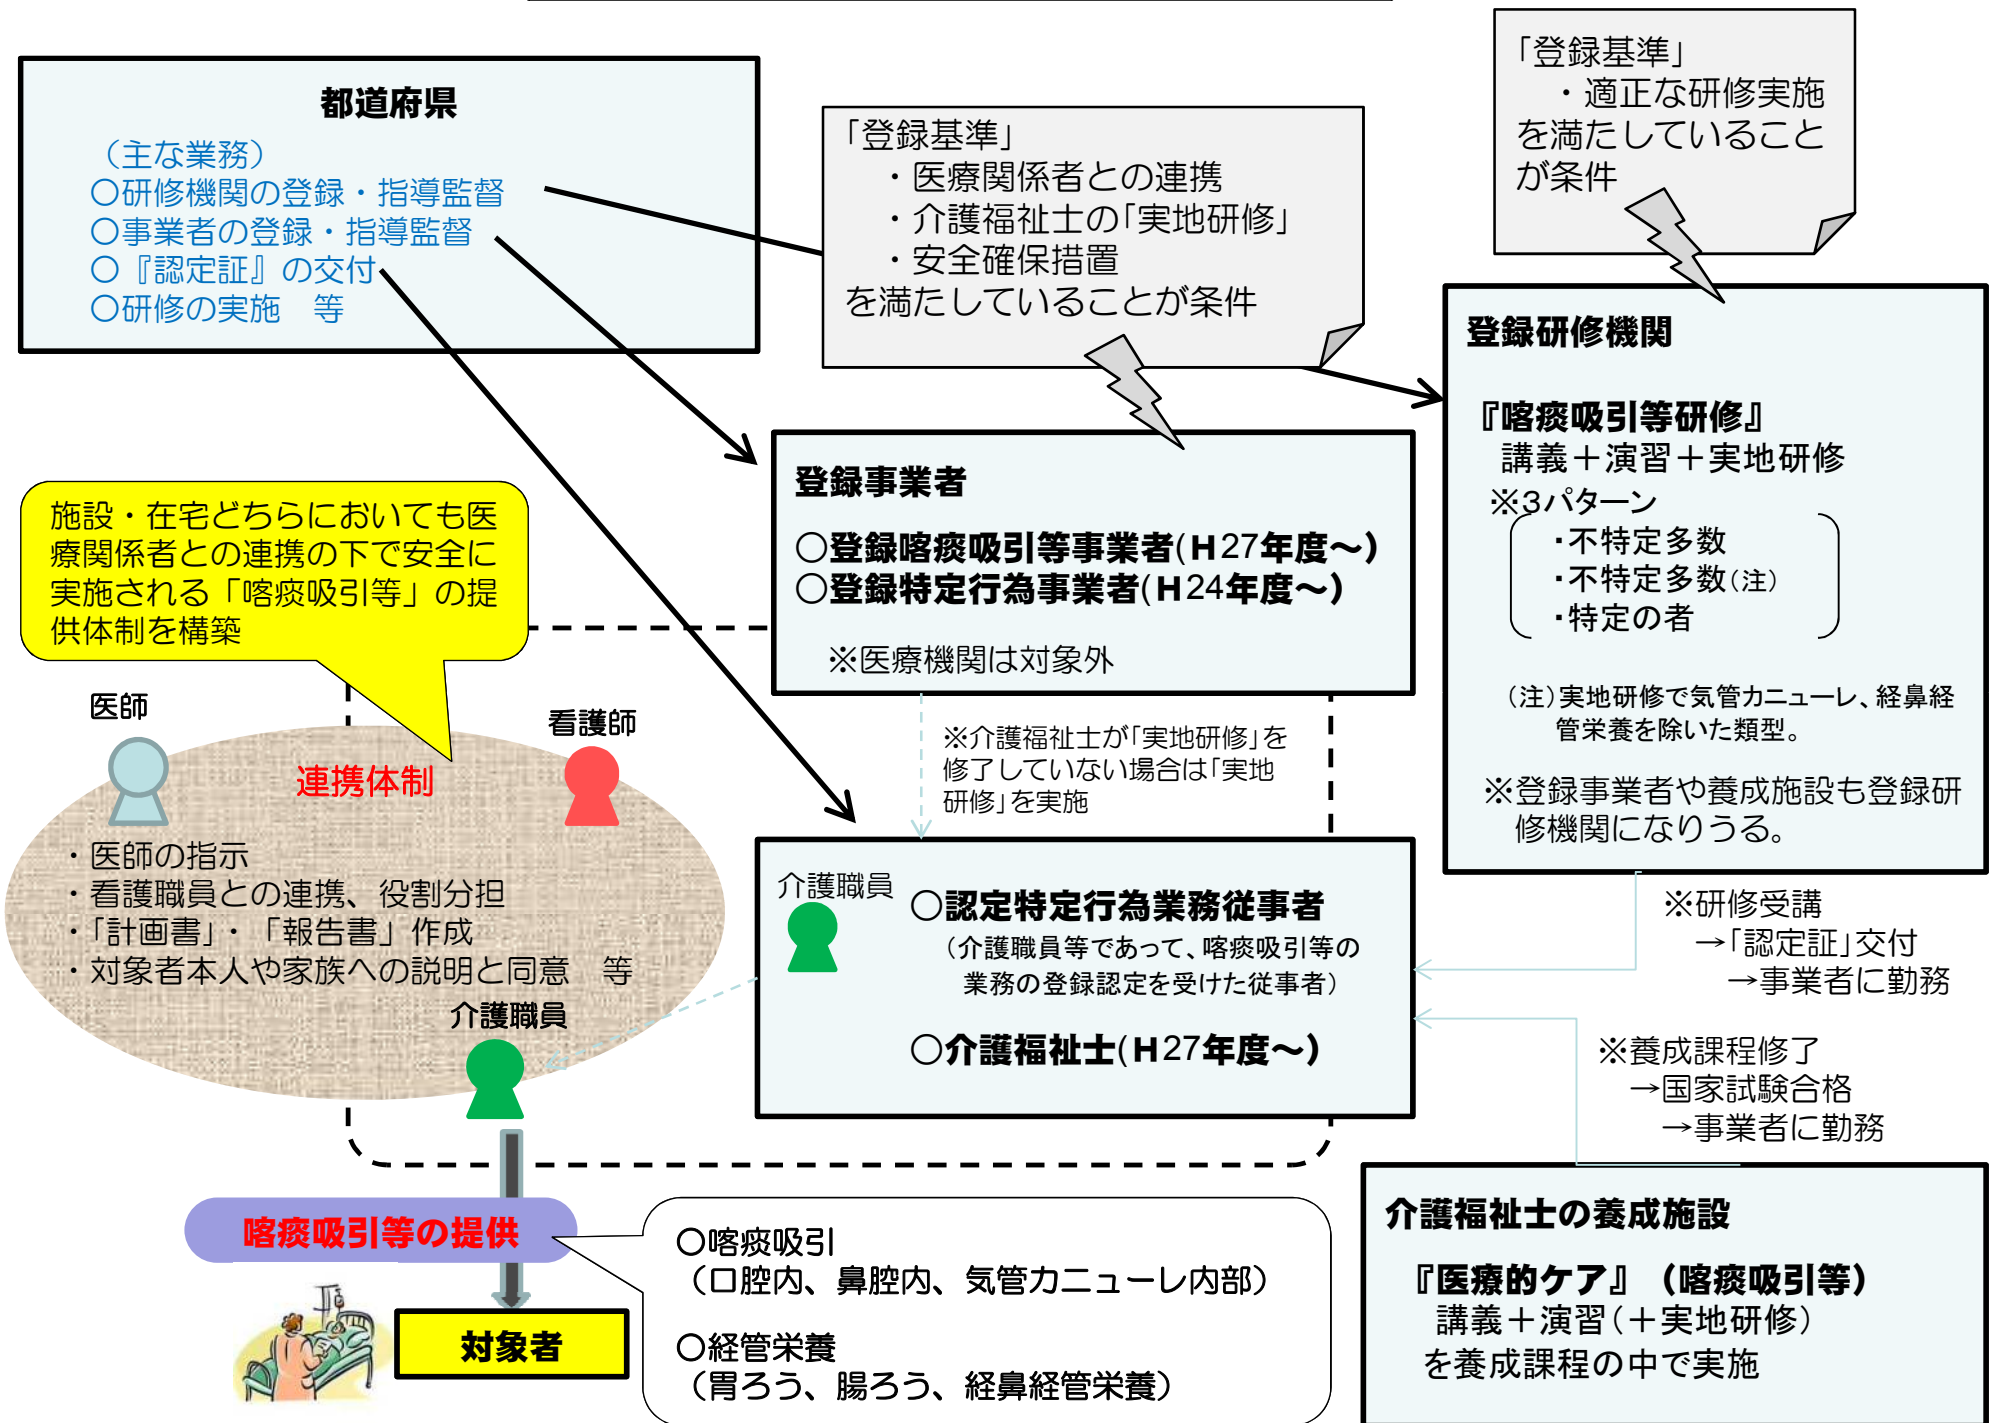 都道府県
（主な業務）
○研修機関の登録・指導監督
○事業者の登録・指導監督
○『認定証』の交付
○研修の実施　等
「登録基準」
・医療関係者との連携
・介護福祉士の「実地研修」
・安全確保措置
を満たしていることが条件
「登録基準」
・適正な研修実施
を満たしていること
が条件
登録研修機関
『喀痰吸引等研修』
講義＋演習＋実地研修
※３パターン
・不特定多数
・不特定多数（注）
・特定の者
（注）実地研修で気管カニューレ、経鼻経
管栄養を除いた類型。
※登録事業者や養成施設も登録研
修機関になりうる。
登録事業者
○登録喀痰吸引等事業者(Ｈ27年度～）
○登録特定行為事業者(Ｈ24年度～）
※医療機関は対象外
施設・在宅どちらにおいても医
療関係者との連携の下で安全に
実施される「喀痰吸引等」の提
供体制を構築
医師
看護師
連携体制
・医師の指示
・看護職員との連携、役割分担
・「計画書」・「報告書」作成
・対象者本人や家族への説明と同意　等
介護職員
※介護福祉士が「実地研修」を
修了していない場合は「実地
研修」を実施
介護職員
○認定特定行為業務従事者
（介護職員等であって、喀痰吸引等の
業務の登録認定を受けた従事者）
○介護福祉士(Ｈ27年度～）
※研修受講
→「認定証」交付
→事業者に勤務
※養成課程修了
→国家試験合格
→事業者に勤務
介護福祉士の養成施設
『医療的ケア』（喀痰吸引等）
講義＋演習（＋実地研修）
を養成課程の中で実施
喀痰吸引等の提供
対象者
○喀痰吸引
（口腔内、鼻腔内、気管カニューレ内部）
○経管栄養
（胃ろう、腸ろう、経鼻経管栄養）